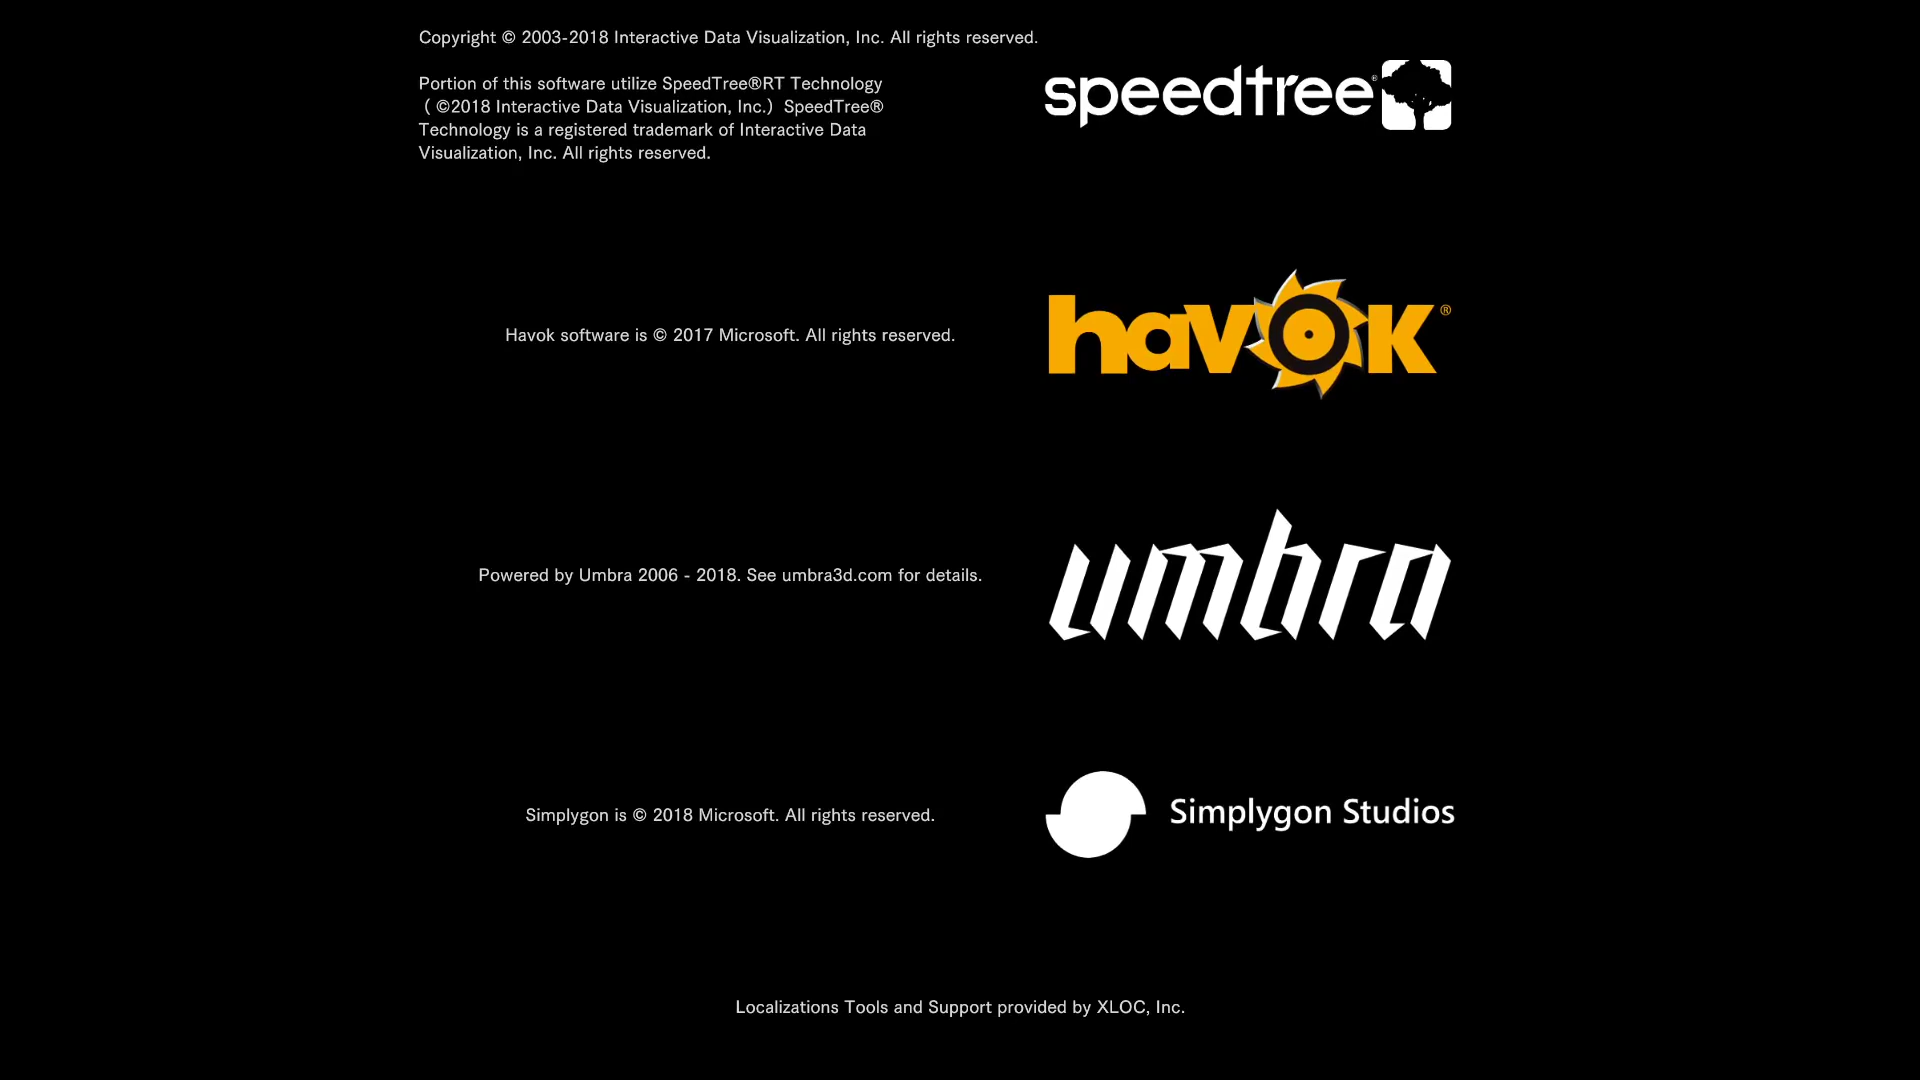 Copyright © 2003-2018 Interactive Data Visualization, Inc. All rights reserved.
Portion of this software utilize SpeedTree®RT Technology
( ©2018 Interactive Data Visualization, Inc.) SpeedTree®
Technology is a registered trademark of Interactive Data
Visualization, Inc. All rights reserved.
speedtree®
Havok software is © 2017 Microsoft. All rights reserved.
havok®
Powered by Umbra 2006 - 2018. See umbra3d.com for details.
umbra
Simplygon is © 2018 Microsoft. All rights reserved.
Simplygon Studios
Localizations Tools and Support provided by XLOC, Inc.